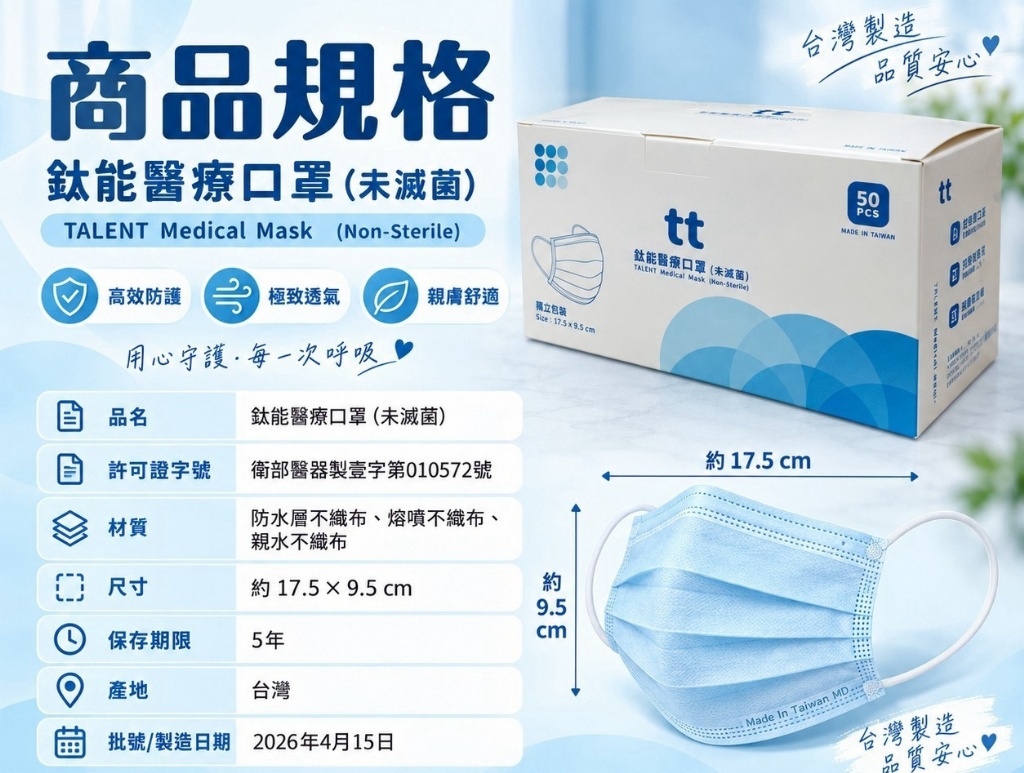 商品規格
鈦能醫療口罩(未滅菌)
TALENT Medical Mask (Non-Sterile)
高效防護
極致透氣
親膚舒適
用心守護·每一次呼吸
品名
鈦能醫療口罩(未滅菌)
許可證字號
衛部醫器製壹字第010572號
材質
防水層不織布、熔噴不織布、
親水不織布
尺寸
約 17.5 × 9.5 cm
保存期限
5年
產地
台灣
批號/製造日期
2026年4月15日
台灣製造
品質安心
tt
MADE IN TAIWAN
50
PCS
MADE IN TAIWAN
tt
鈦能醫療口罩(未滅菌)
TALENT Medical Mask (Non-Sterile)
獨立包裝
Size : 17.5 x 9.5 cm
tt
約 17.5 cm
約
9.5
cm
Made In Taiwan MD
台灣製造
品質安心